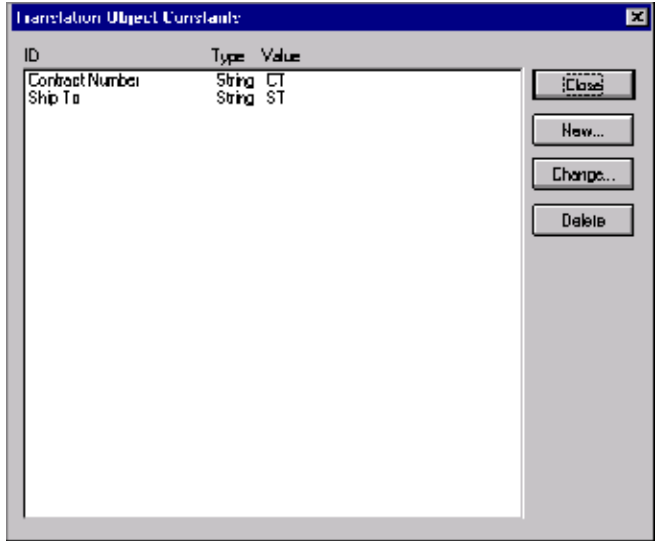 Translation Object Constants
ID Type Value
Contract Number String CT
Ship To String ST
Close
New...
Change...
Delete